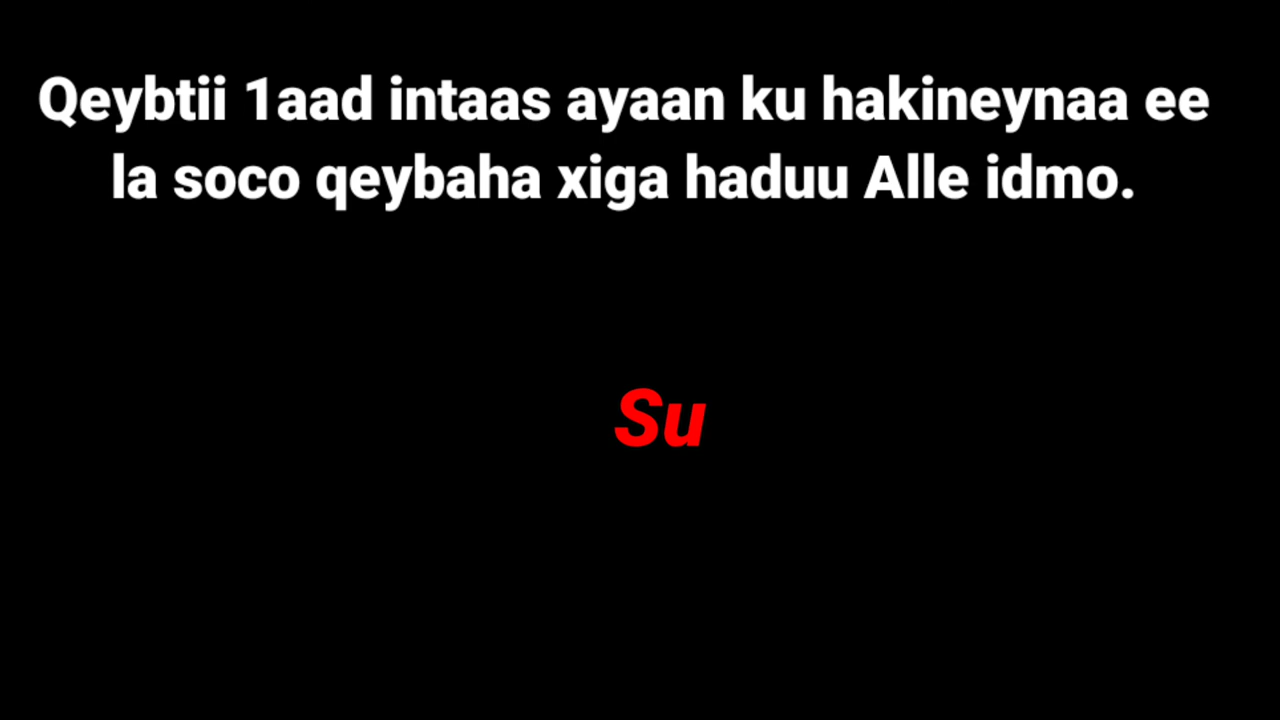 Qeybtii 1aad intaas ayaan ku hakineynaa ee
la soco qeybaha xiga haduu Alle idmo.
Su